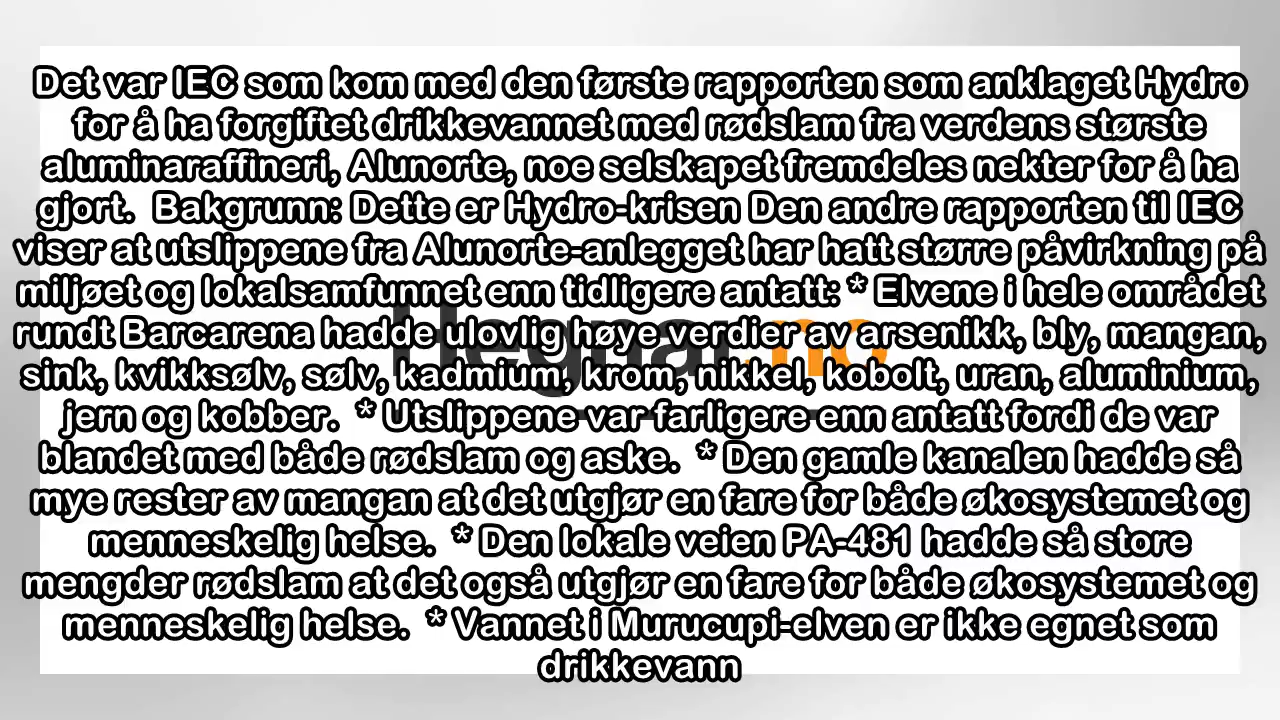 Det var IEC som kom med den første rapporten som anklaget Hydro
for å ha forgiftet drikkevannet med rødslam fra verdens største
aluminaraffineri, Alunorte, noe selskapet fremdeles nekter for å ha
gjort.  Bakgrunn: Dette er Hydro-krisen Den andre rapporten til IEC
viser at utslippene fra Alunorte-anlegget har hatt større påvirkning på
miljøet og lokalsamfunnet enn tidligere antatt: * Elvene i hele området
rundt Barcarena hadde ulovlig høye verdier av arsenikk, bly, mangan,
sink, kvikksølv, sølv, kadmium, krom, nikkel, kobolt, uran, aluminium,
jern og kobber.  * Utslippene var farligere enn antatt fordi de var
blandet med både rødslam og aske.  * Den gamle kanalen hadde så
mye rester av mangan at det utgjør en fare for både økosystemet og
menneskelig helse.  * Den lokale veien PA-481 hadde så store
mengder rødslam at det også utgjør en fare for både økosystemet og
menneskelig helse.  * Vannet i Murucupi-elven er ikke egnet som
drikkevann
Hegnar.no